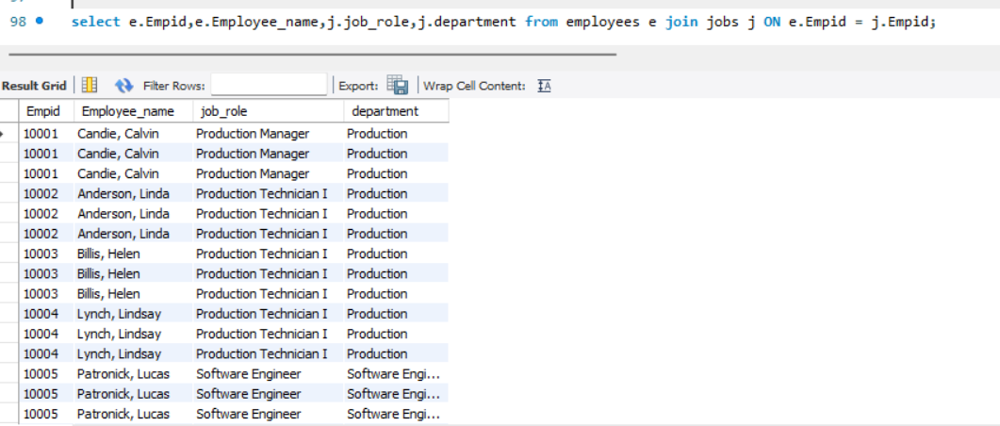 98 select e.Empid,e.Employee_name,j.job_role,j.department from employees e join jobs j ON e.Empid = j.Empid;
Result Grid Filter Rows: Export: Wrap Cell Content: IA
Empid Employee_name job_role department
10001 Candie, Calvin Production Manager Production
10001 Candie, Calvin Production Manager Production
10001 Candie, Calvin Production Manager Production
10002 Anderson, Linda Production Technician I Production
10002 Anderson, Linda Production Technician I Production
10002 Anderson, Linda Production Technician I Production
10003 Billis, Helen Production Technician I Production
10003 Billis, Helen Production Technician I Production
10003 Billis, Helen Production Technician I Production
10004 Lynch, Lindsay Production Technician I Production
10004 Lynch, Lindsay Production Technician I Production
10004 Lynch, Lindsay Production Technician I Production
10005 Patronick, Lucas Software Engineer Software Engi...
10005 Patronick, Lucas Software Engineer Software Engi...
10005 Patronick, Lucas Software Engineer Software Engi...